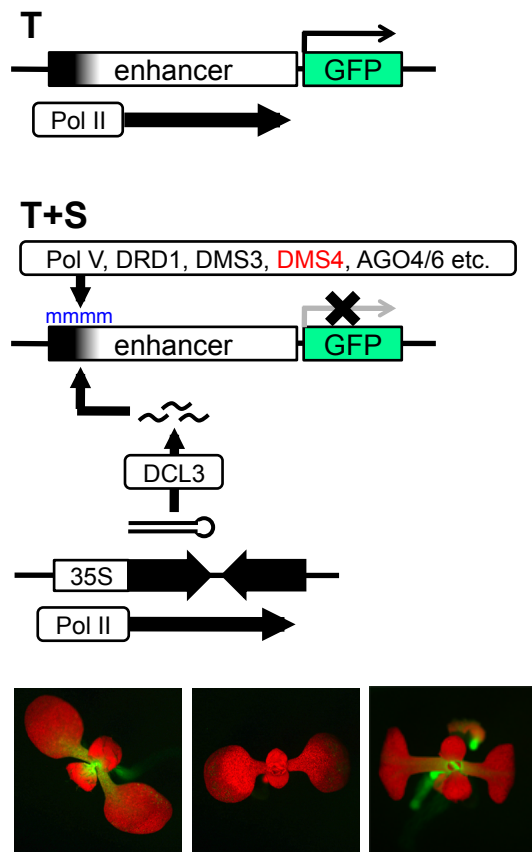 T
enhancer GFP
Pol II
T+S
Pol V, DRD1, DMS3, DMS4, AGO4/6 etc.
mmmm
enhancer GFP
DCL3
35S
Pol II